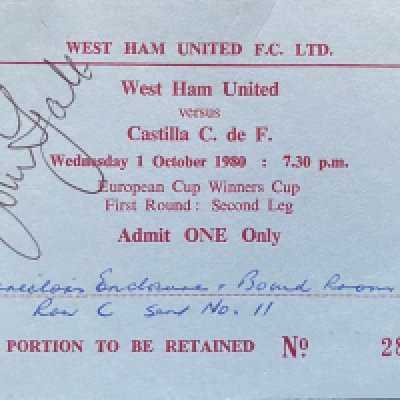 WEST HAM UNITED F.C. LTD.
West Ham United
versus
Castilla C. de F.
Wednesday 1 October 1980 : 7.30 p.m.
European Cup Winners Cup
First Round : Second Leg
Admit ONE Only
Enclosure + Board Room
Row C Seat No. 11
PORTION TO BE RETAINED No 28